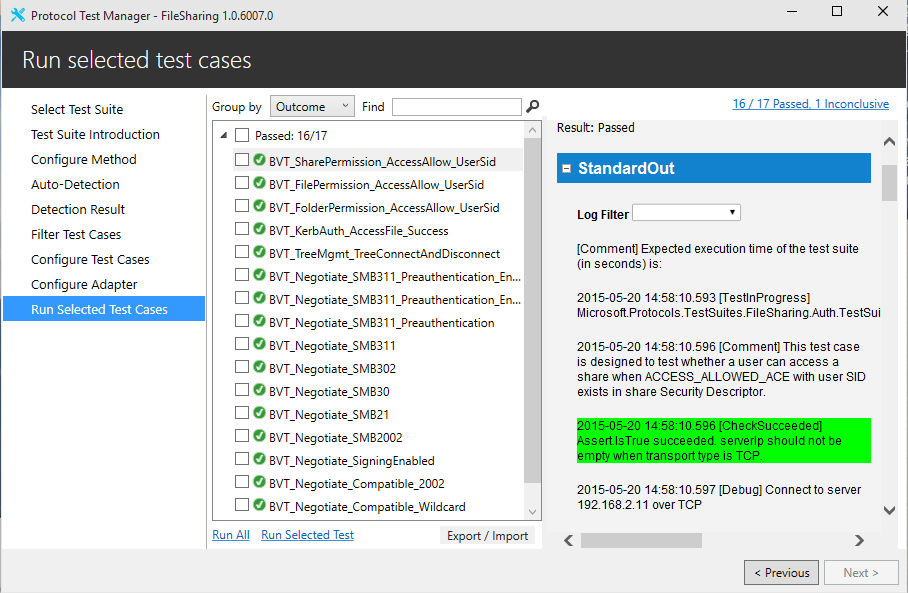 Protocol Test Manager - FileSharing 1.0.6007.0
Run selected test cases
Select Test Suite
Test Suite Introduction
Configure Method
Auto-Detection
Detection Result
Filter Test Cases
Configure Test Cases
Configure Adapter
Run Selected Test Cases
Group by Outcome Find
Passed: 16/17
BVT_SharePermission_AccessAllow_UserSid
BVT_FilePermission_AccessAllow_UserSid
BVT_FolderPermission_AccessAllow_UserSid
BVT_KerbAuth_AccessFile_Success
BVT_TreeMgmt_TreeConnectAndDisconnect
BVT_Negotiate_SMB311_Preauthentication_En...
BVT_Negotiate_SMB311_Preauthentication_En...
BVT_Negotiate_SMB311_Preauthentication
BVT_Negotiate_SMB311
BVT_Negotiate_SMB302
BVT_Negotiate_SMB30
BVT_Negotiate_SMB21
BVT_Negotiate_SMB2002
BVT_Negotiate_SigningEnabled
BVT_Negotiate_Compatible_2002
BVT_Negotiate_Compatible_Wildcard
Run All Run Selected Test Export / Import
16 / 17 Passed, 1 Inconclusive
Result: Passed
StandardOut
Log Filter
[Comment] Expected execution time of the test suite
(in seconds) is:
2015-05-20 14:58:10.593 [TestInProgress]
Microsoft.Protocols.TestSuites.FileSharing.Auth.TestSui
2015-05-20 14:58:10.596 [Comment] This test case
is designed to test whether a user can access a
share when ACCESS_ALLOWED_ACE with user SID
exists in share Security Descriptor.
2015-05-20 14:58:10.596 [CheckSucceeded]
Assert.IsTrue succeeded. serverIp should not be
empty when transport type is TCP.
2015-05-20 14:58:10.597 [Debug] Connect to server
192.168.2.11 over TCP
< Previous Next >